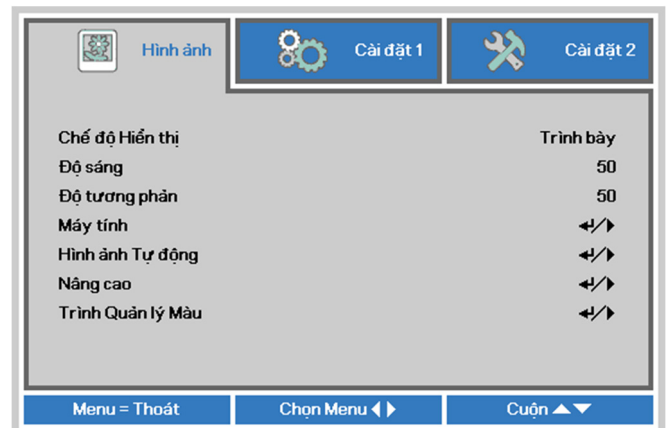 Hình ảnh Cài đặt 1 Cài đặt 2
Chế độ Hiển thị Trình bày
Độ sáng 50
Độ tương phản 50
Máy tính
Hình ảnh Tự động
Nâng cao
Trình Quản lý Màu
Menu = Thoát Chọn Menu Cuộn